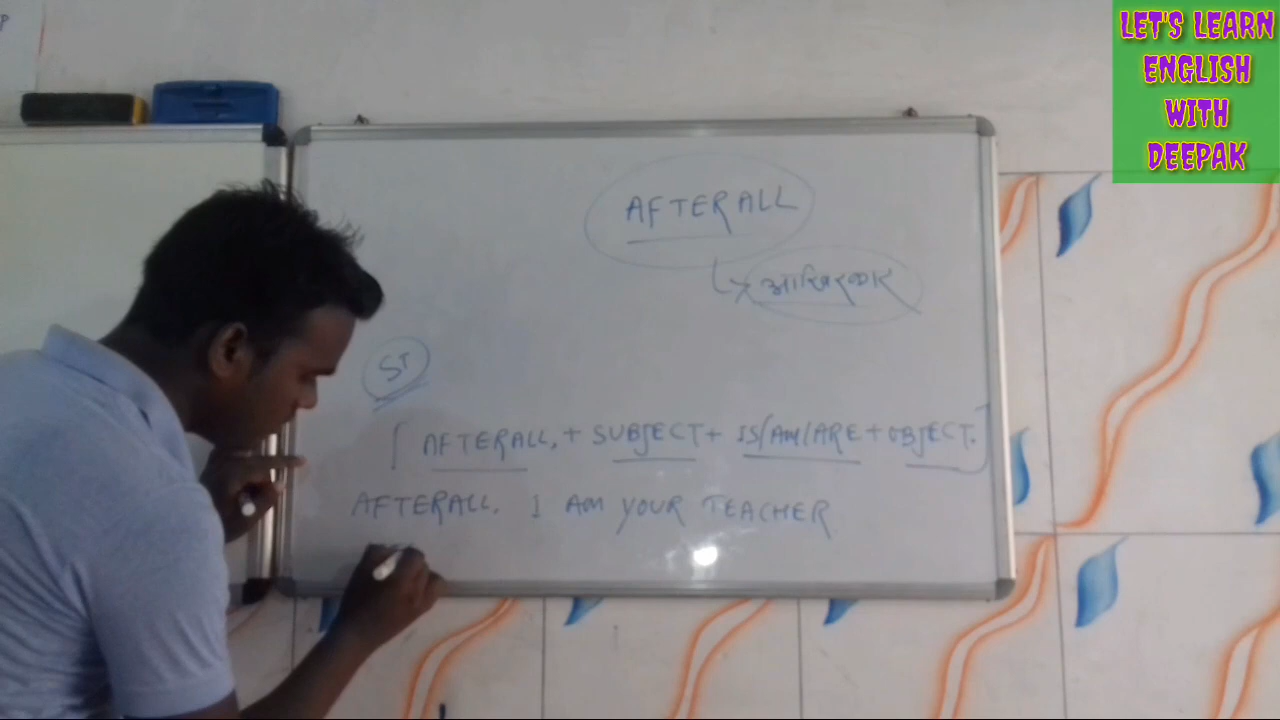 LET'S LEARN
ENGLISH
WITH
DEEPAK
AFTERALL
आखिरकार
ST
[ AFTERALL, + SUBJECT + IS/AM/ARE + OBJECT. ]
AFTERALL, I AM YOUR TEACHER